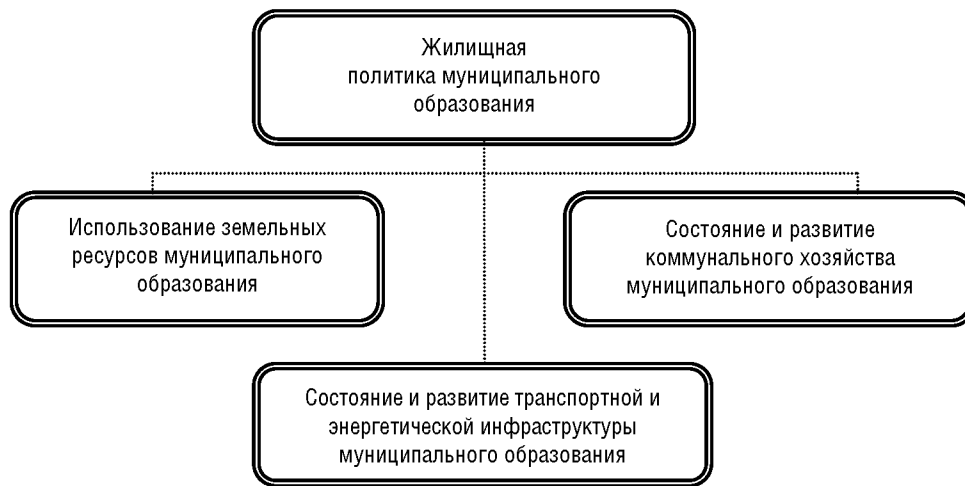 Жилищная
политика муниципального
образования
Использование земельных
ресурсов муниципального
образования
Состояние и развитие
коммунального хозяйства
муниципального образования
Состояние и развитие транспортной и
энергетической инфраструктуры
муниципального образования